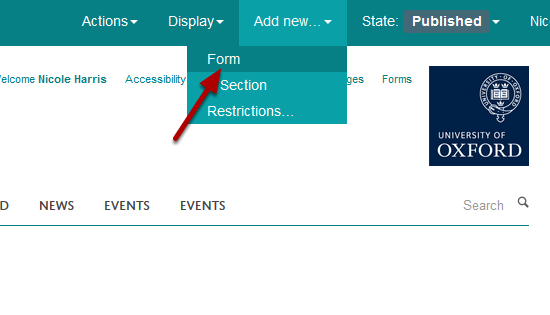 Actions Display Add new... State: Published Nic
Form
Section
Restrictions...
elcome Nicole Harris Accessibility ges Forms
UNIVERSITY OF
OXFORD
D NEWS EVENTS EVENTS Search